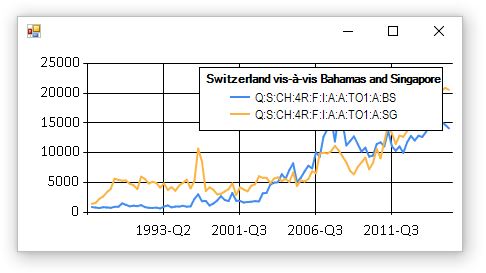 25000
20000
15000
10000
5000
0
Switzerland vis-à-vis Bahamas and Singapore
Q:S:CH:4R:F:I:A:A:TO1:A:BS
Q:S:CH:4R:F:I:A:A:TO1:A:SG
1993-Q2 2001-Q3 2006-Q3 2011-Q3